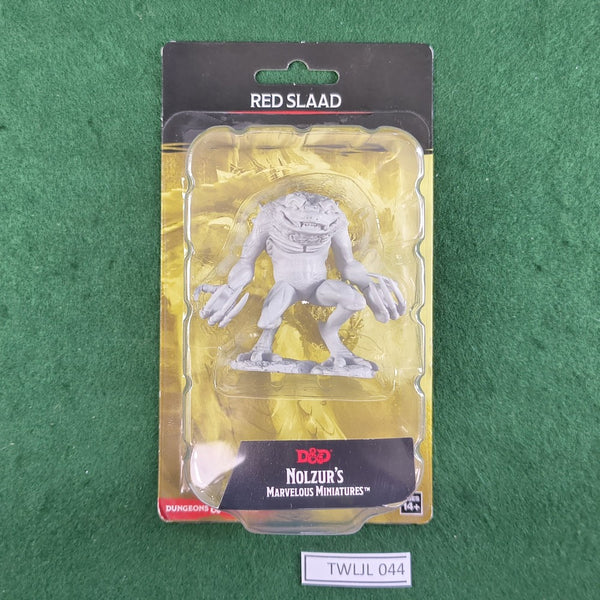 RED SLAAD
D&D
NOLZUR'S
MARVELOUS MINIATURES™
DUNGEONS
14+
TWLJL 044